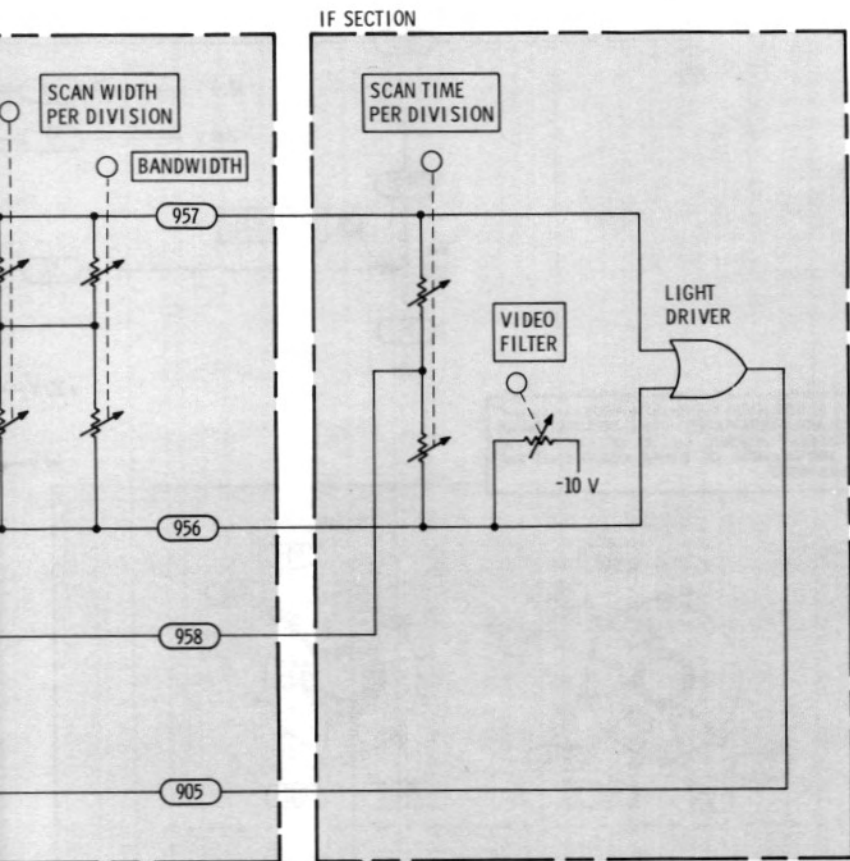 IF SECTION
SCAN WIDTH
PER DIVISION
BANDWIDTH
SCAN TIME
PER DIVISION
957
VIDEO
FILTER
LIGHT
DRIVER
-10 V
956
958
905